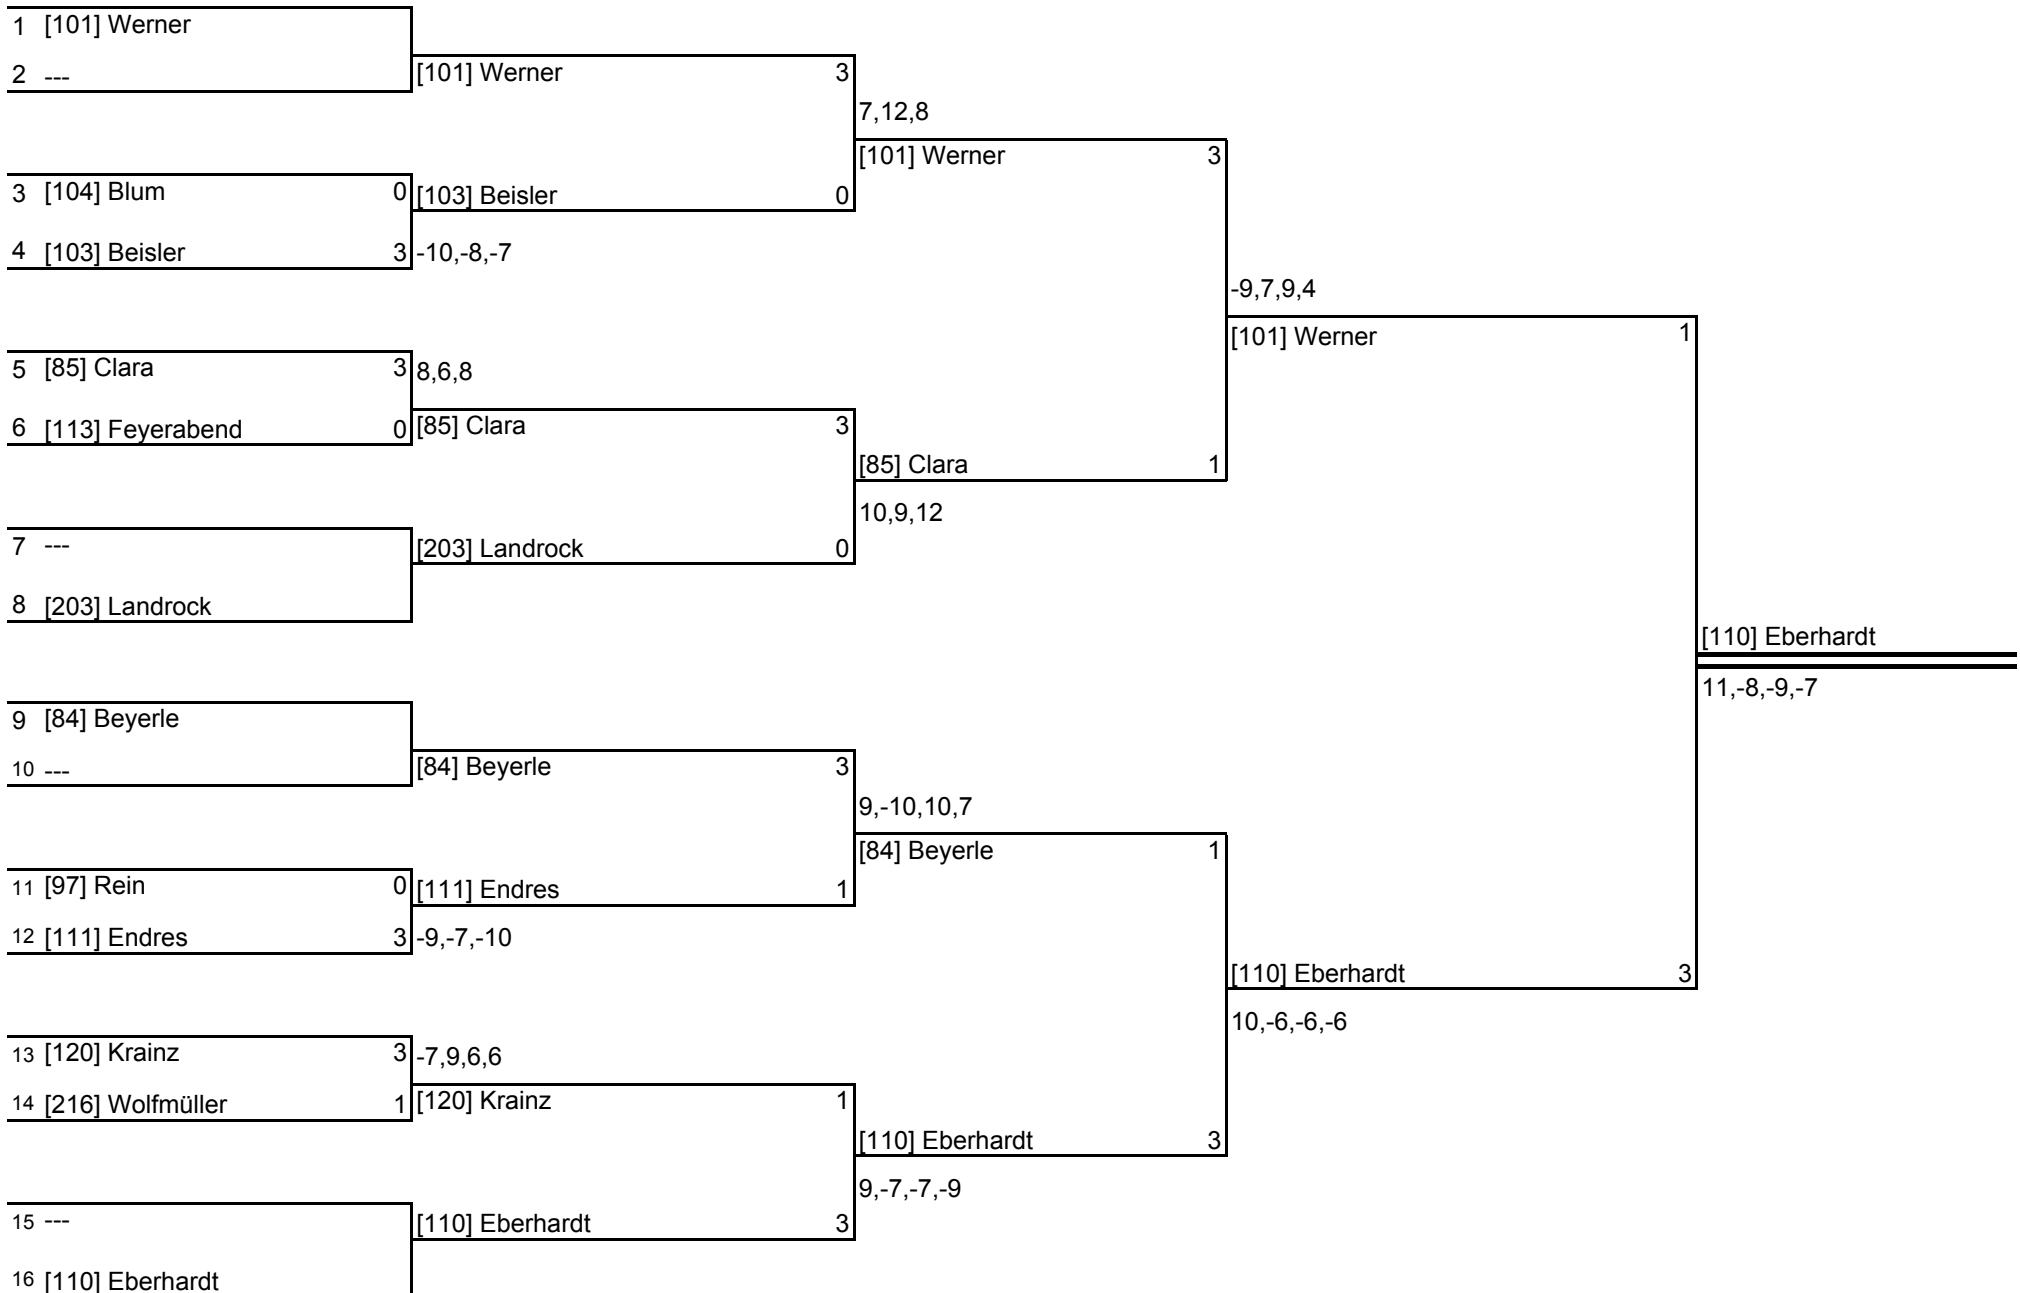 1 [101] Werner
2 ---
[101] Werner 3
7,12,8
[101] Werner 3
3 [104] Blum 0
[103] Beisler 0
4 [103] Beisler 3
-10,-8,-7
-9,7,9,4
[101] Werner 1
5 [85] Clara 3
8,6,8
6 [113] Feyerabend 0
[85] Clara 3
[85] Clara 1
10,9,12
7 ---
[203] Landrock 0
8 [203] Landrock
[110] Eberhardt
11,-8,-9,-7
9 [84] Beyerle
10 ---
[84] Beyerle 3
9,-10,10,7
[84] Beyerle 1
11 [97] Rein 0
[111] Endres 1
12 [111] Endres 3
-9,-7,-10
[110] Eberhardt 3
10,-6,-6,-6
13 [120] Krainz 3
-7,9,6,6
14 [216] Wolfmüller 1
[120] Krainz 1
[110] Eberhardt 3
9,-7,-7,-9
15 ---
[110] Eberhardt 3
16 [110] Eberhardt